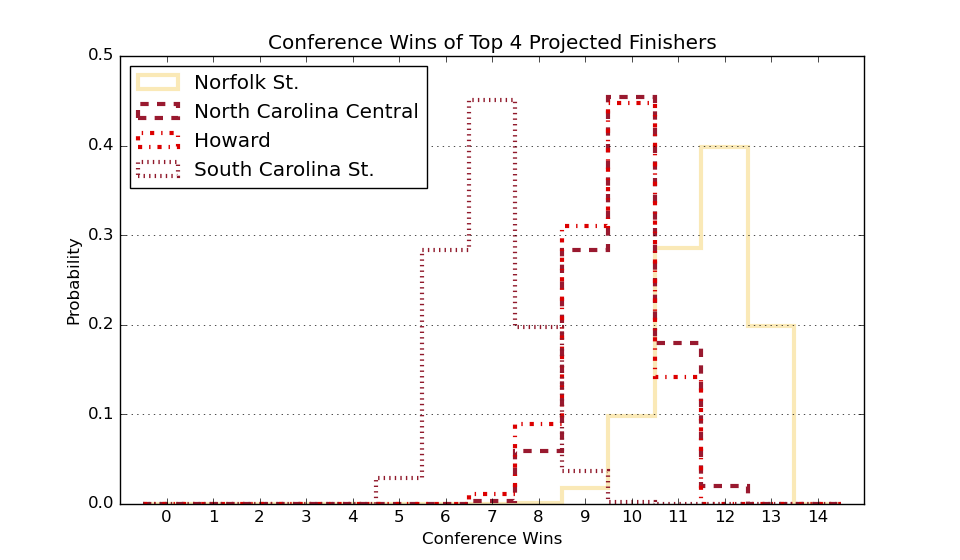 Conference Wins of Top 4 Projected Finishers
0.5
Norfolk St.
North Carolina Central
Howard
South Carolina St.
0.4
0.3
0.2
0.1
0.0
Probability
0 1 2 3 4 5 6 7 8 9 10 11 12 13 14
Conference Wins